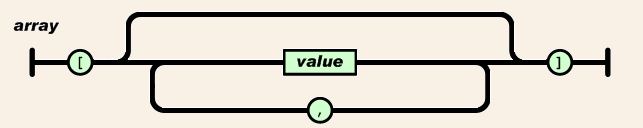 array
[ value ]
,